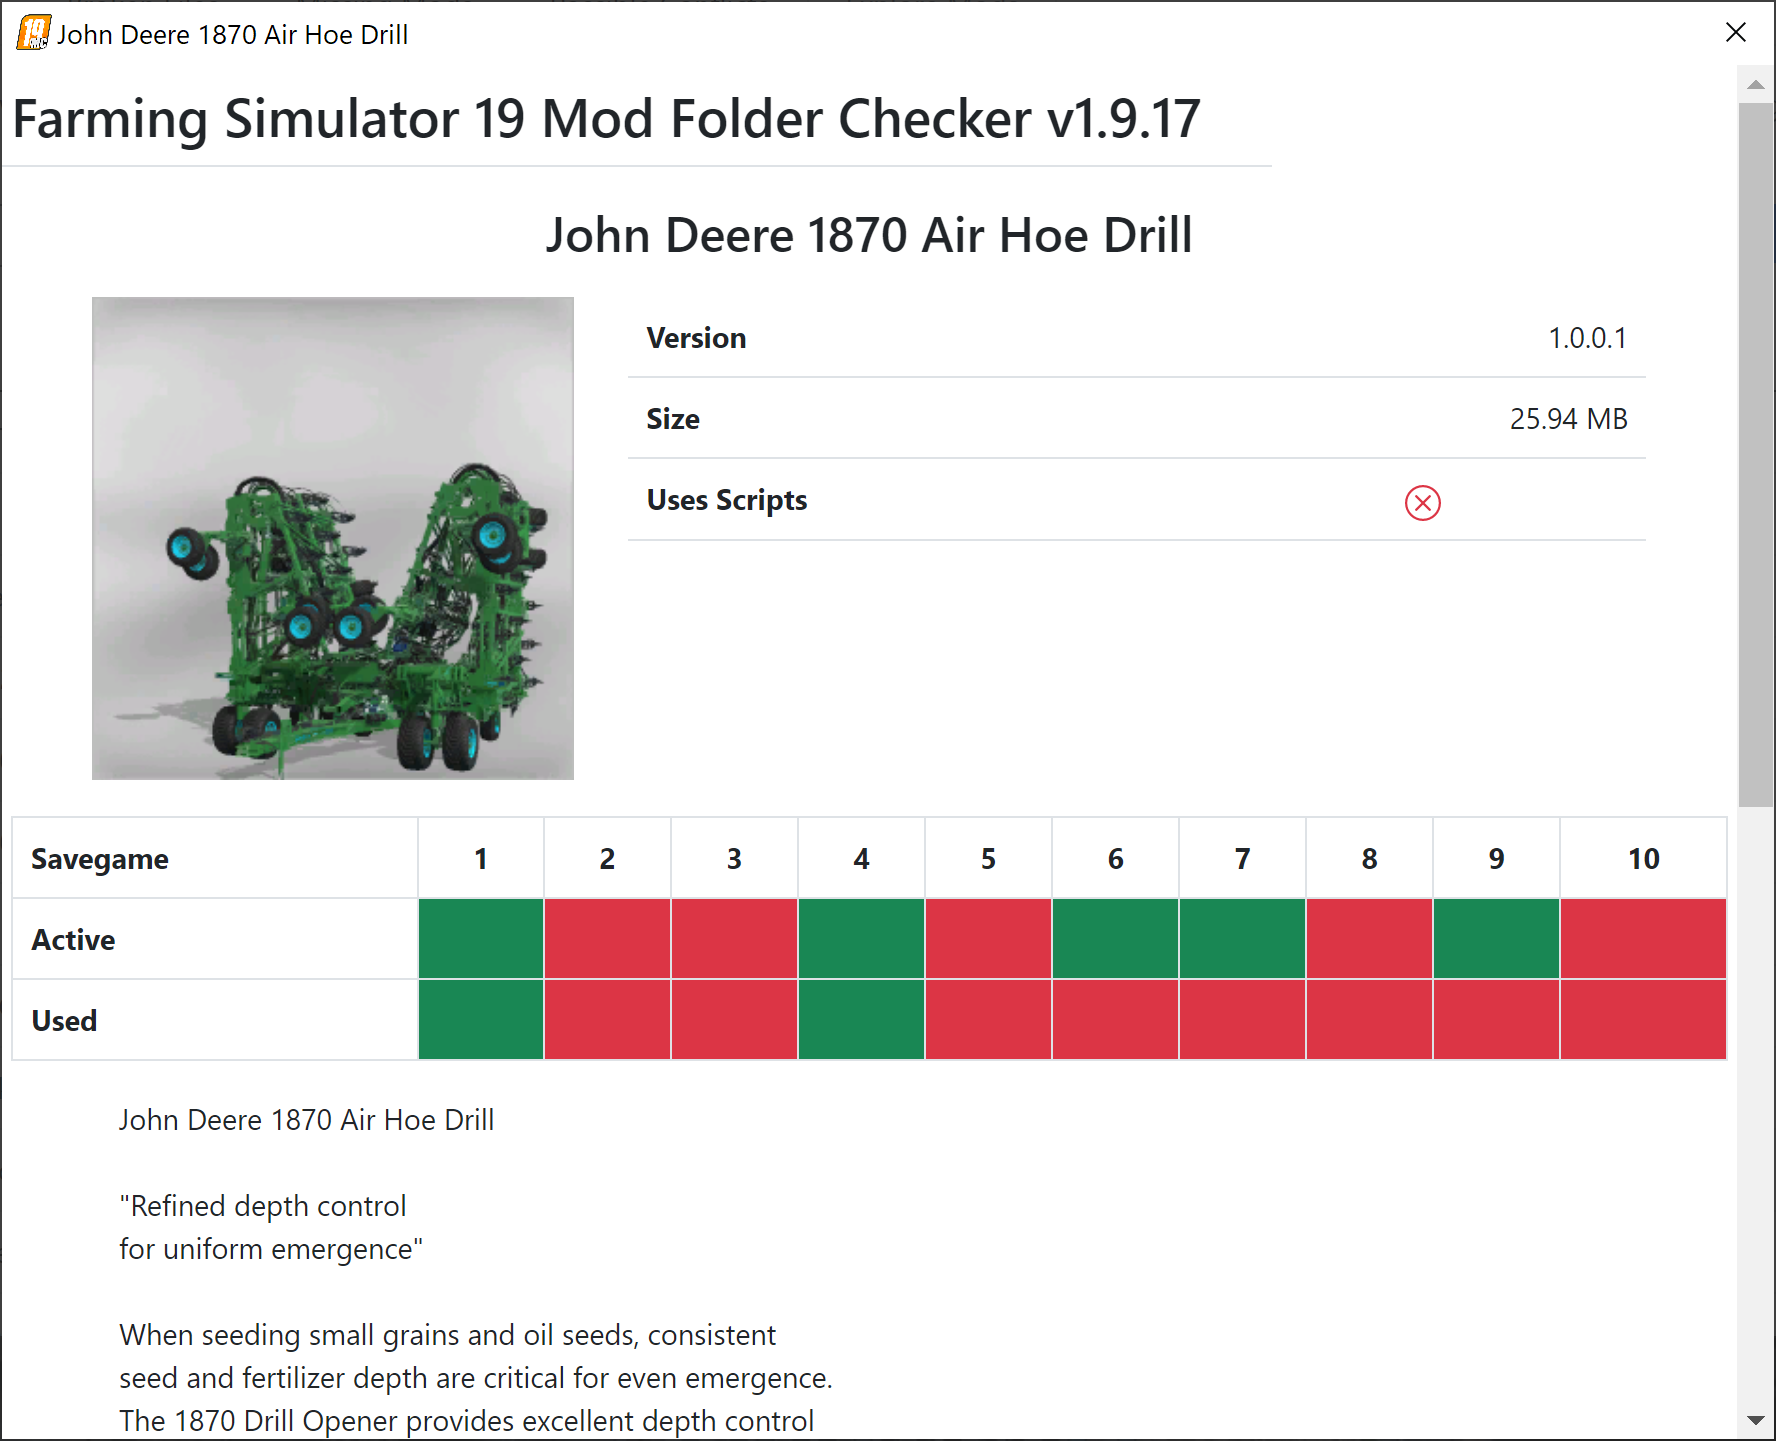 John Deere 1870 Air Hoe Drill
Farming Simulator 19 Mod Folder Checker v1.9.17
John Deere 1870 Air Hoe Drill
Version 1.0.0.1
Size 25.94 MB
Uses Scripts
Savegame 1 2 3 4 5 6 7 8 9 10
Active
Used
John Deere 1870 Air Hoe Drill
"Refined depth control
for uniform emergence"
When seeding small grains and oil seeds, consistent
seed and fertilizer depth are critical for even emergence.
The 1870 Drill Opener provides excellent depth control